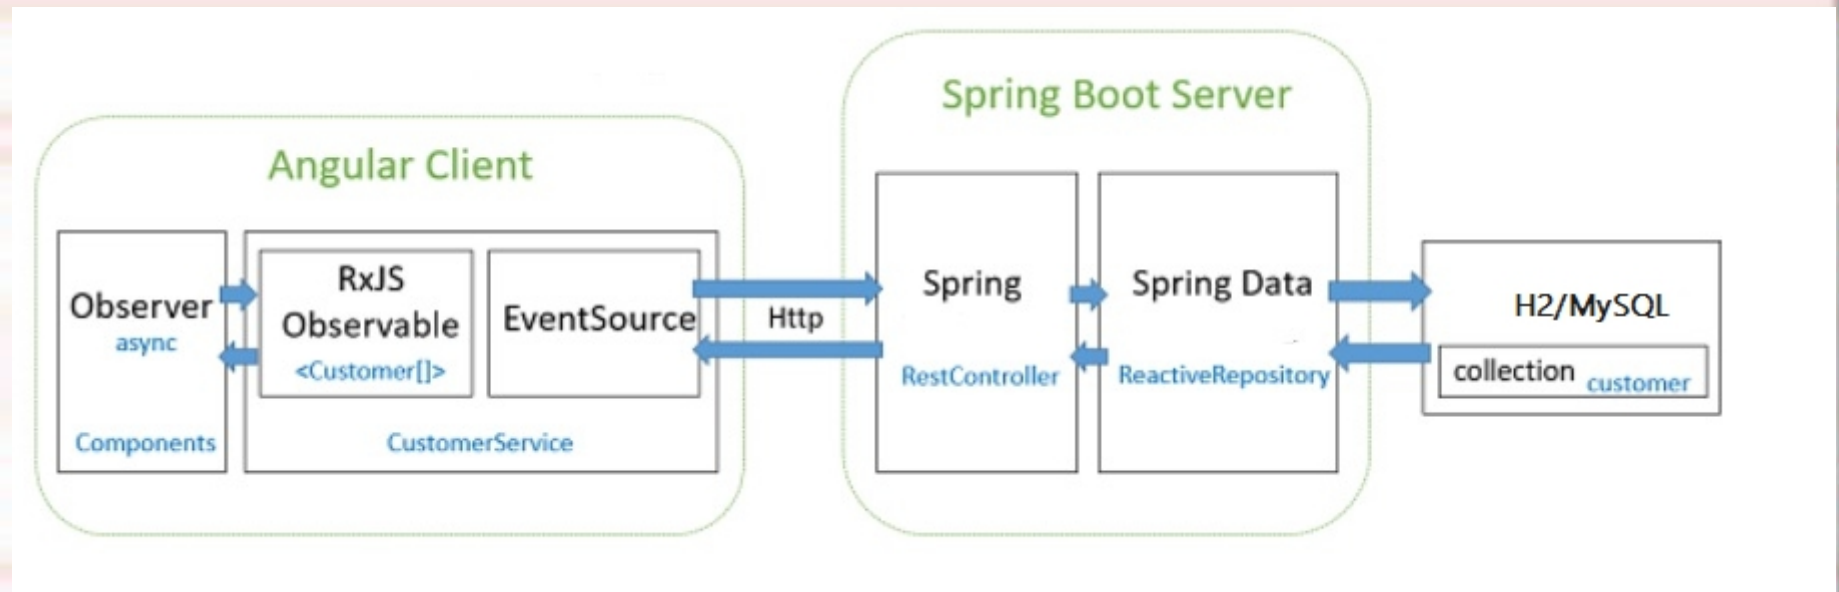 Angular Client
Observer
async
Components
RxJS
Observable
<Customer[]>
EventSource
CustomerService
Http
Spring Boot Server
Spring
RestController
Spring Data
ReactiveRepository
H2/MySQL
collection customer